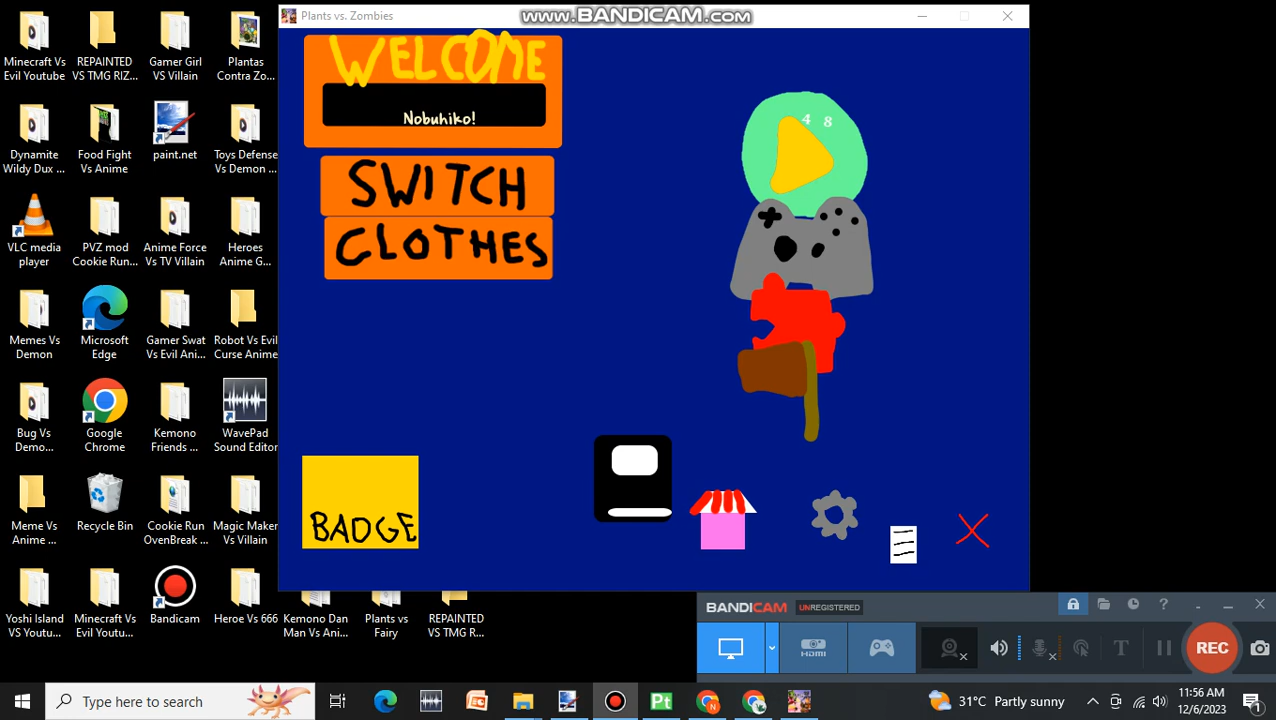 Plants vs. Zombies
www.BANDICAM.com
WELCOME
Nobuhiko!
SWITCH
CLOTHES
4 8
BADGE
Minecraft Vs
Evil Youtube
REPAINTED
VS TMG RIZ...
Gamer Girl
VS Villain
Plantas
Contra Zo...
Dynamite
Wildy Dux ...
Food Fight
Vs Anime
paint.net
Toys Defense
Vs Demon ...
VLC media
player
PVZ mod
Cookie Run...
Anime Force
Vs TV Villain
Heroes
Anime G...
Memes Vs
Demon
Microsoft
Edge
Gamer Swat
Vs Evil Ani...
Robot Vs Evil
Curse Anime
Bug Vs
Demo...
Google
Chrome
Kemono
Friends ...
WavePad
Sound Editor
Meme Vs
Anime ...
Recycle Bin
Cookie Run
OvenBreak ...
Magic Maker
Vs Villain
Yoshi Island
VS Youtu...
Minecraft Vs
Evil Youtu...
Bandicam
Heroe Vs 666
Kemono Dan
Man Vs Ani...
Plants vs
Fairy
REPAINTED
VS TMG R...
BANDICAM UNREGISTERED
HDMI
REC
Type here to search
31°C Partly sunny
11:56 AM
12/6/2023